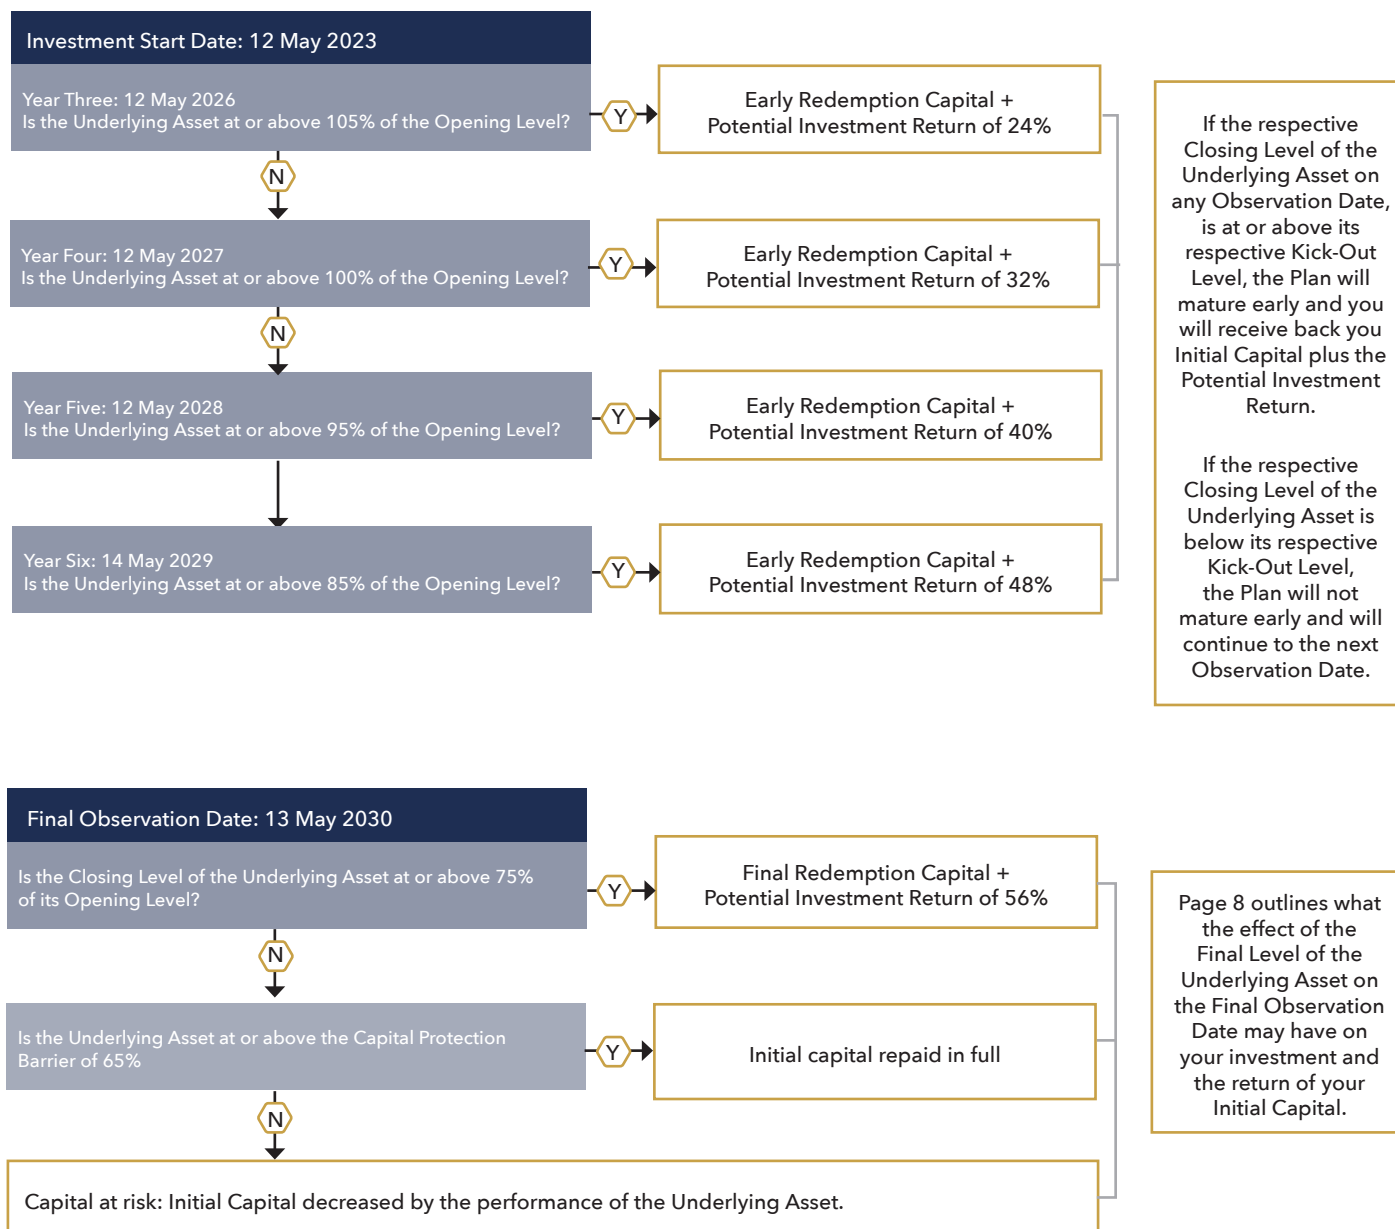 Investment Start Date: 12 May 2023
Year Three: 12 May 2026
Is the Underlying Asset at or above 105% of the Opening Level?
Y
Early Redemption Capital +
Potential Investment Return of 24%
N
Year Four: 12 May 2027
Is the Underlying Asset at or above 100% of the Opening Level?
Y
Early Redemption Capital +
Potential Investment Return of 32%
N
Year Five: 12 May 2028
Is the Underlying Asset at or above 95% of the Opening Level?
Y
Early Redemption Capital +
Potential Investment Return of 40%
Year Six: 14 May 2029
Is the Underlying Asset at or above 85% of the Opening Level?
Y
Early Redemption Capital +
Potential Investment Return of 48%
If the respective
Closing Level of the
Underlying Asset on
any Observation Date,
is at or above its
respective Kick-Out
Level, the Plan will
mature early and you
will receive back you
Initial Capital plus the
Potential Investment
Return.
If the respective
Closing Level of the
Underlying Asset is
below its respective
Kick-Out Level,
the Plan will not
mature early and will
continue to the next
Observation Date.
Final Observation Date: 13 May 2030
Is the Closing Level of the Underlying Asset at or above 75%
of its Opening Level?
Y
Final Redemption Capital +
Potential Investment Return of 56%
N
Is the Underlying Asset at or above the Capital Protection
Barrier of 65%
Y
Initial capital repaid in full
N
Capital at risk: Initial Capital decreased by the performance of the Underlying Asset.
Page 8 outlines what
the effect of the
Final Level of the
Underlying Asset on
the Final Observation
Date may have on
your investment and
the return of your
Initial Capital.